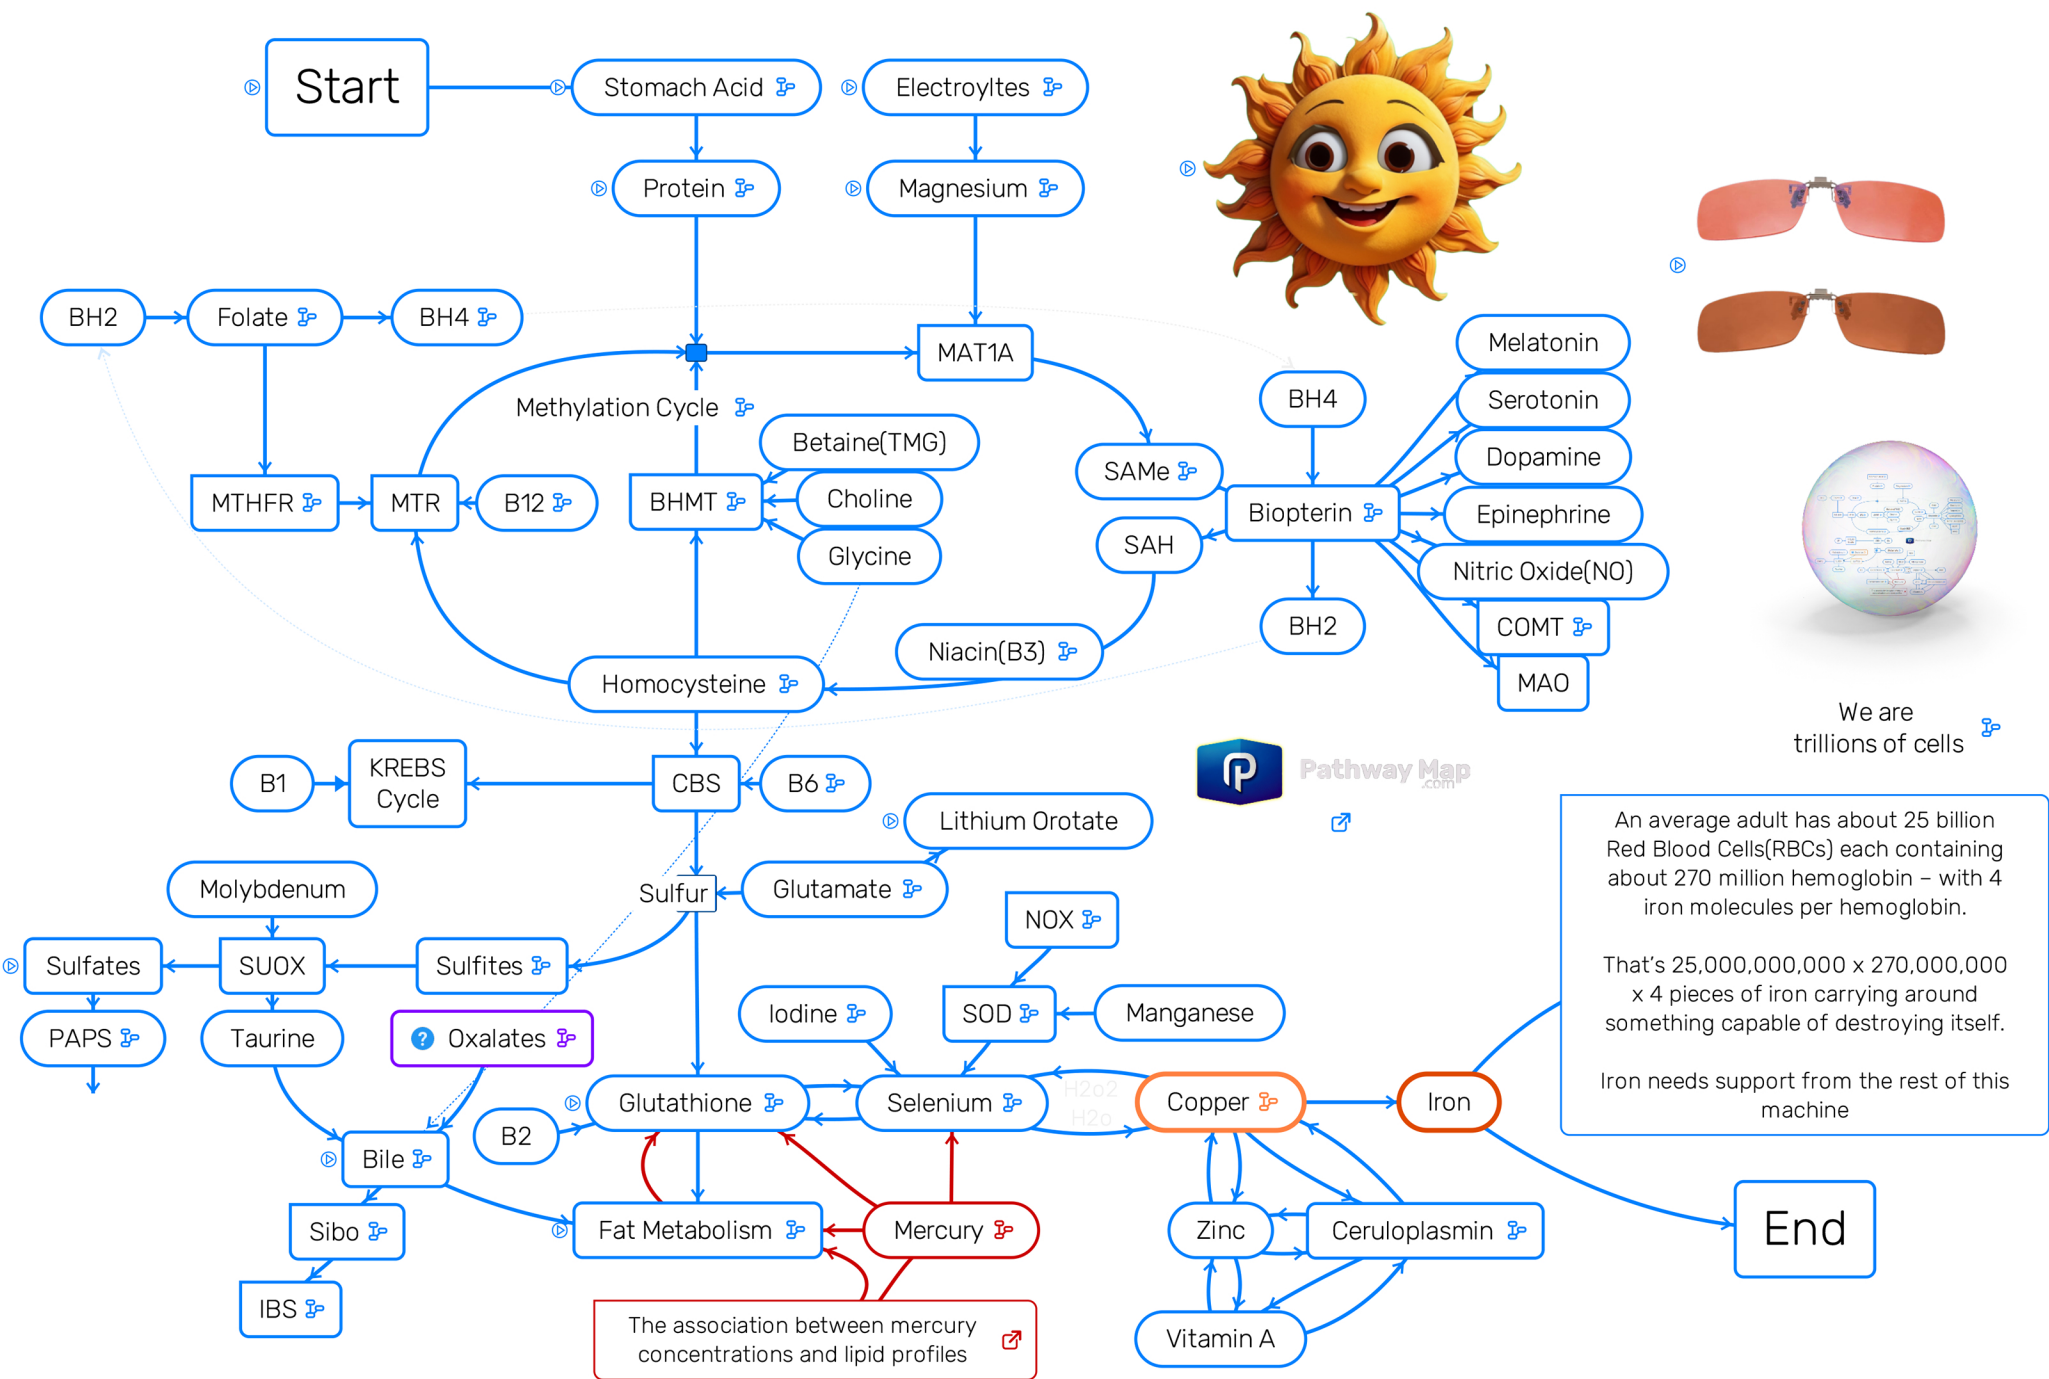 Start
Stomach Acid
Electroyltes
Protein
Magnesium
BH2
Folate
BH4
MAT1A
Melatonin
BH4
Serotonin
Methylation Cycle
Betaine(TMG)
Dopamine
SAMe
MTHFR
MTR
B12
BHMT
Choline
Biopterin
Epinephrine
SAH
Glycine
Nitric Oxide(NO)
BH2
COMT
Niacin(B3)
Homocysteine
MAO
We are
trillions of cells
B1
KREBS
Cycle
CBS
B6
Pathway Map
.com
Lithium Orotate
An average adult has about 25 billion
Red Blood Cells(RBCs) each containing
about 270 million hemoglobin – with 4
iron molecules per hemoglobin.
That's 25,000,000,000 x 270,000,000
x 4 pieces of iron carrying around
something capable of destroying itself.
Iron needs support from the rest of this
machine
Molybdenum
Sulfur
Glutamate
NOX
Sulfates
SUOX
Sulfites
Iodine
SOD
Manganese
PAPS
Taurine
? Oxalates
Glutathione
Selenium
H2o2
H2o
Copper
Iron
B2
Bile
Sibo
Fat Metabolism
Mercury
Zinc
Ceruloplasmin
End
IBS
The association between mercury
concentrations and lipid profiles
Vitamin A